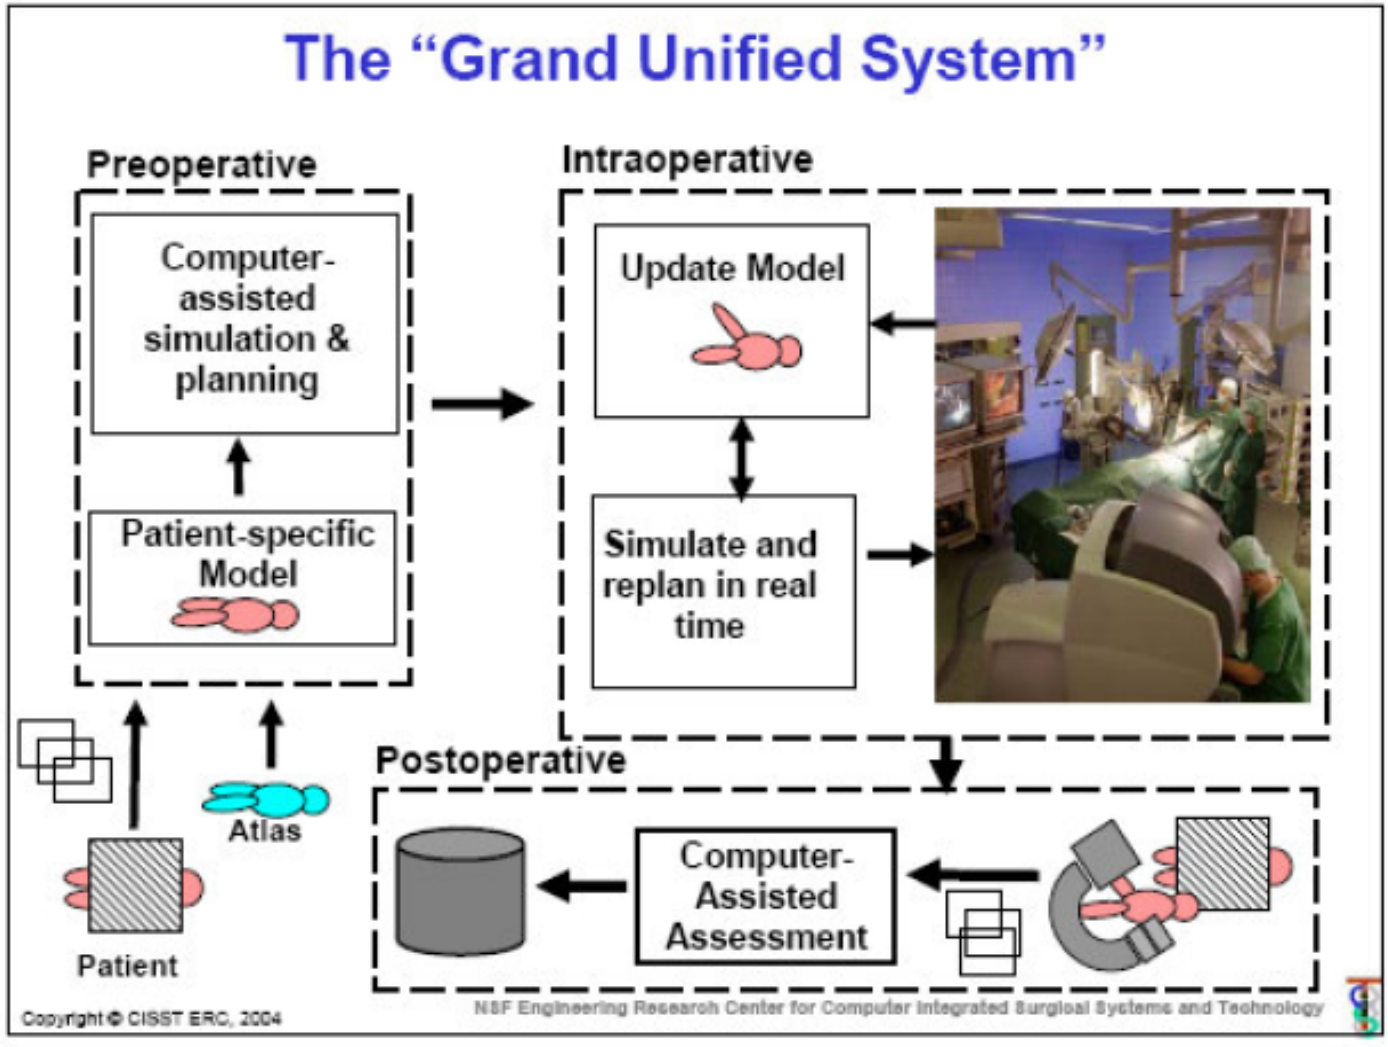 The “Grand Unified System”
Preoperative
Computer-
assisted
simulation &
planning
Patient-specific
Model
Atlas
Patient
Intraoperative
Update Model
Simulate and
replan in real
time
Postoperative
Computer-
Assisted
Assessment
Copyright © CISST ERC, 2004
NSF Engineering Research Center for Computer Integrated Surgical Systems and Technology